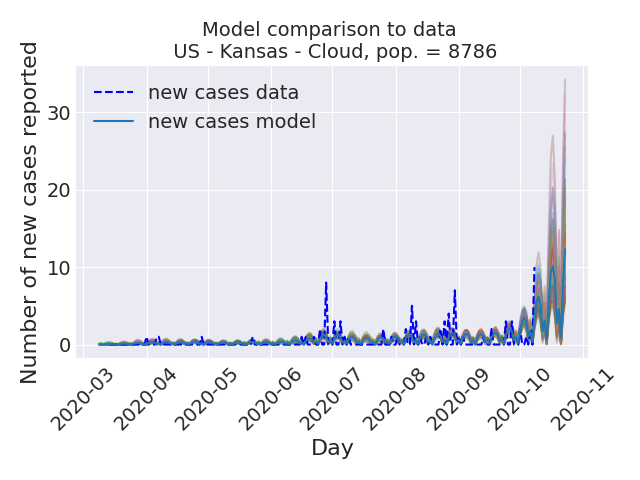 Model comparison to data
US - Kansas - Cloud, pop. = 8786
Number of new cases reported
30
20
10
0
new cases data
new cases model
2020-03
2020-04
2020-05
2020-06
2020-07
2020-08
2020-09
2020-10
2020-11
Day